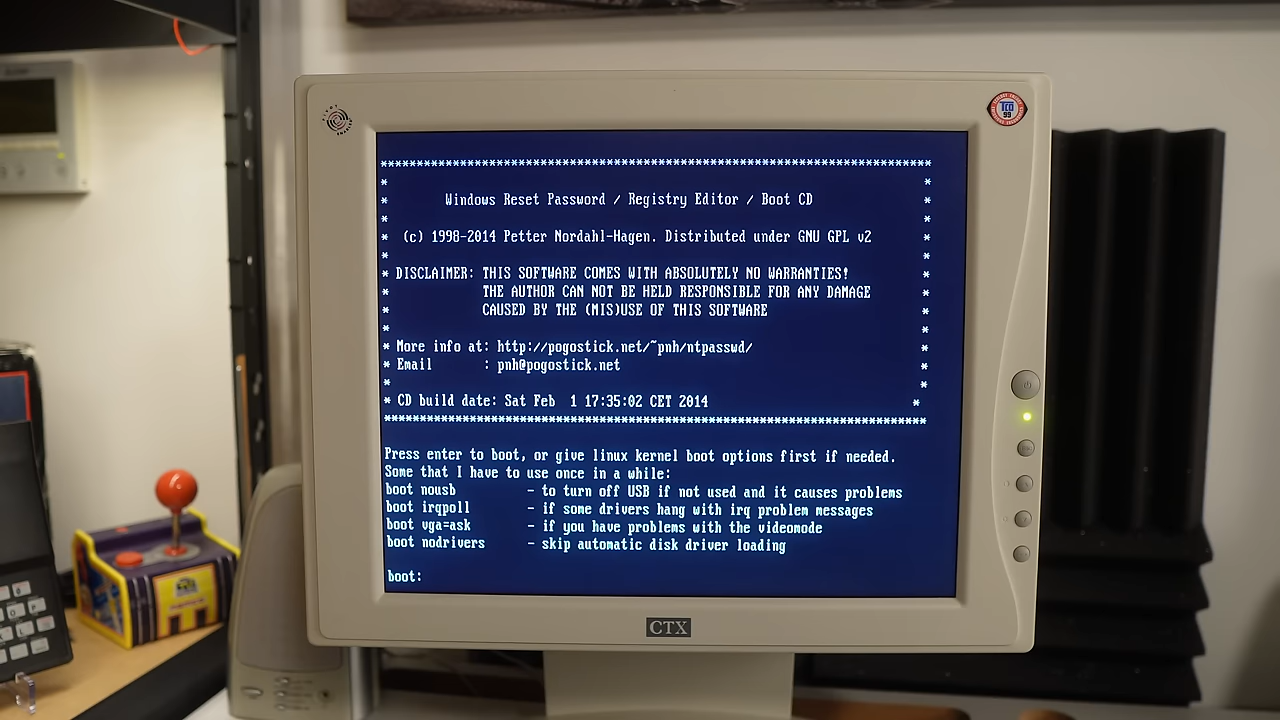 TCO
99
*****************************************************************************************
*
Windows Reset Password / Registry Editor / Boot CD
*
* (c) 1998-2014 Petter Nordahl-Hagen. Distributed under GNU GPL v2 *
* DISCLAIMER: THIS SOFTWARE COMES WITH ABSOLUTELY NO WARRANTIES! *
* THE AUTHOR CAN NOT BE HELD RESPONSIBLE FOR ANY DAMAGE *
* CAUSED BY THE (MIS)USE OF THIS SOFTWARE *
* More info at: http://pogostick.net/~pnh/ntpasswd/ *
* Email : pnh@pogostick.net *
* CD build date: Sat Feb 1 17:35:02 CET 2014 *
*****************************************************************************************
Press enter to boot, or give linux kernel boot options first if needed.
Some that I have to use once in a while:
boot nousb - to turn off USB if not used and it causes problems
boot irqpoll - if some drivers hang with irq problem messages
boot vga=ask - if you have problems with the videomode
boot nodrivers - skip automatic disk driver loading
boot:
CTX